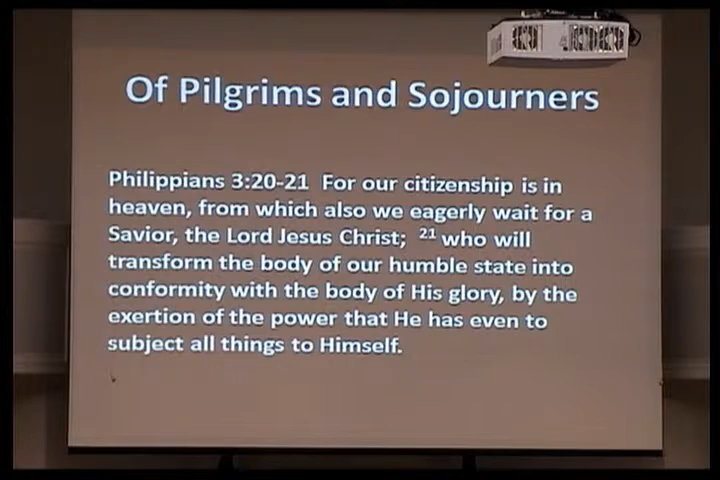 Of Pilgrims and Sojourners
Philippians 3:20-21 For our citizenship is in
heaven, from which also we eagerly wait for a
Savior, the Lord Jesus Christ; 21 who will
transform the body of our humble state into
conformity with the body of His glory, by the
exertion of the power that He has even to
subject all things to Himself.